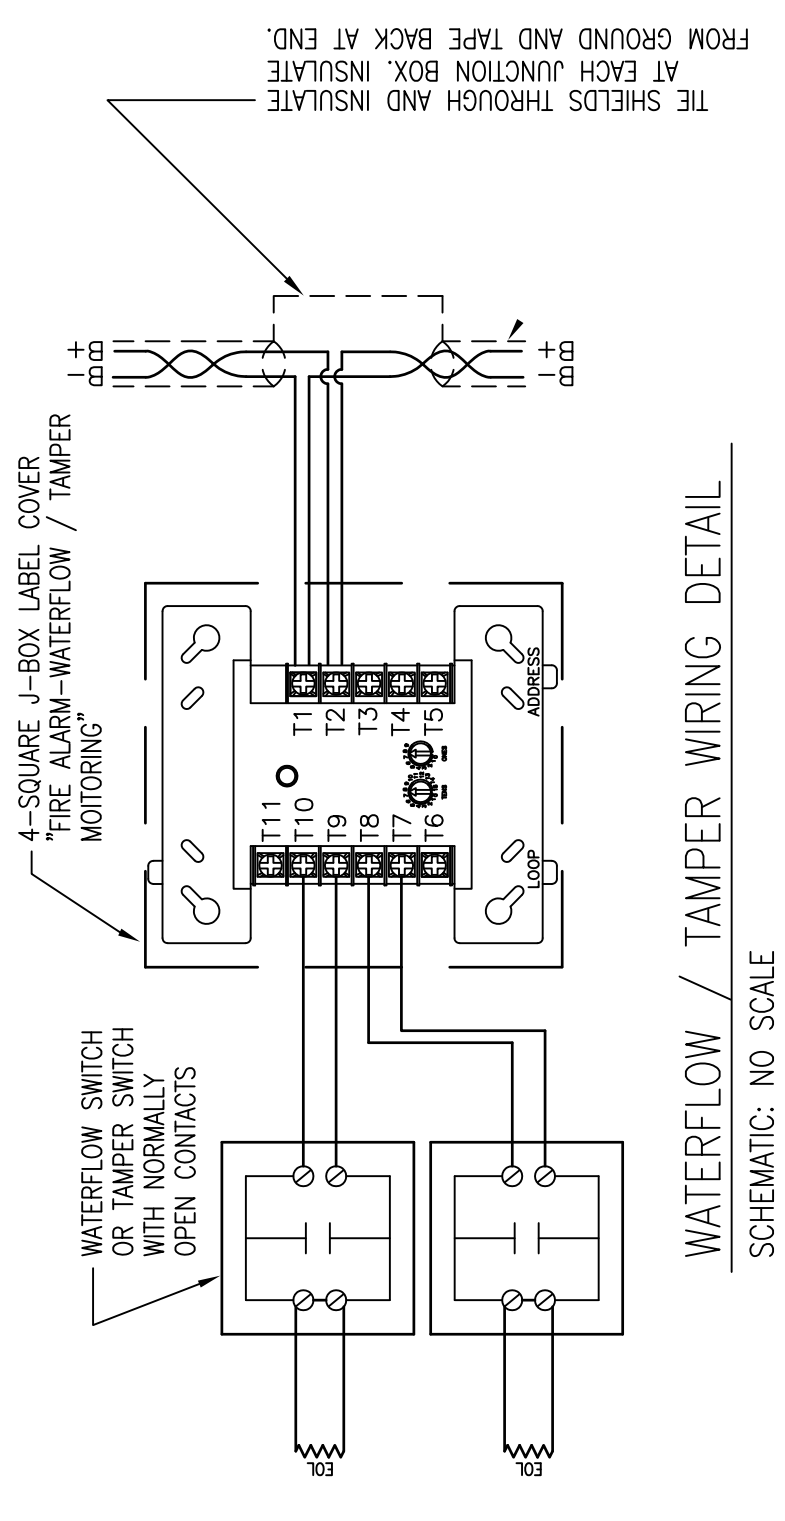 TIE SHIELDS THROUGH AND INSULATE
AT EACH JUNCTION BOX. INSULATE
FROM GROUND AND TAPE BACK AT END.
B+
B−
B+
B−
4-SQUARE J-BOX LABEL COVER
"FIRE ALARM-WATERFLOW / TAMPER
MOITORING"
T1
T2
T3
T4
T5
T11
T10
T9
T8
T7
T6
TENS
ONES
LOOP
ADDRESS
WATERFLOW SWITCH
OR TAMPER SWITCH
WITH NORMALLY
OPEN CONTACTS
EOL
EOL
WATERFLOW / TAMPER WIRING DETAIL
SCHEMATIC: NO SCALE